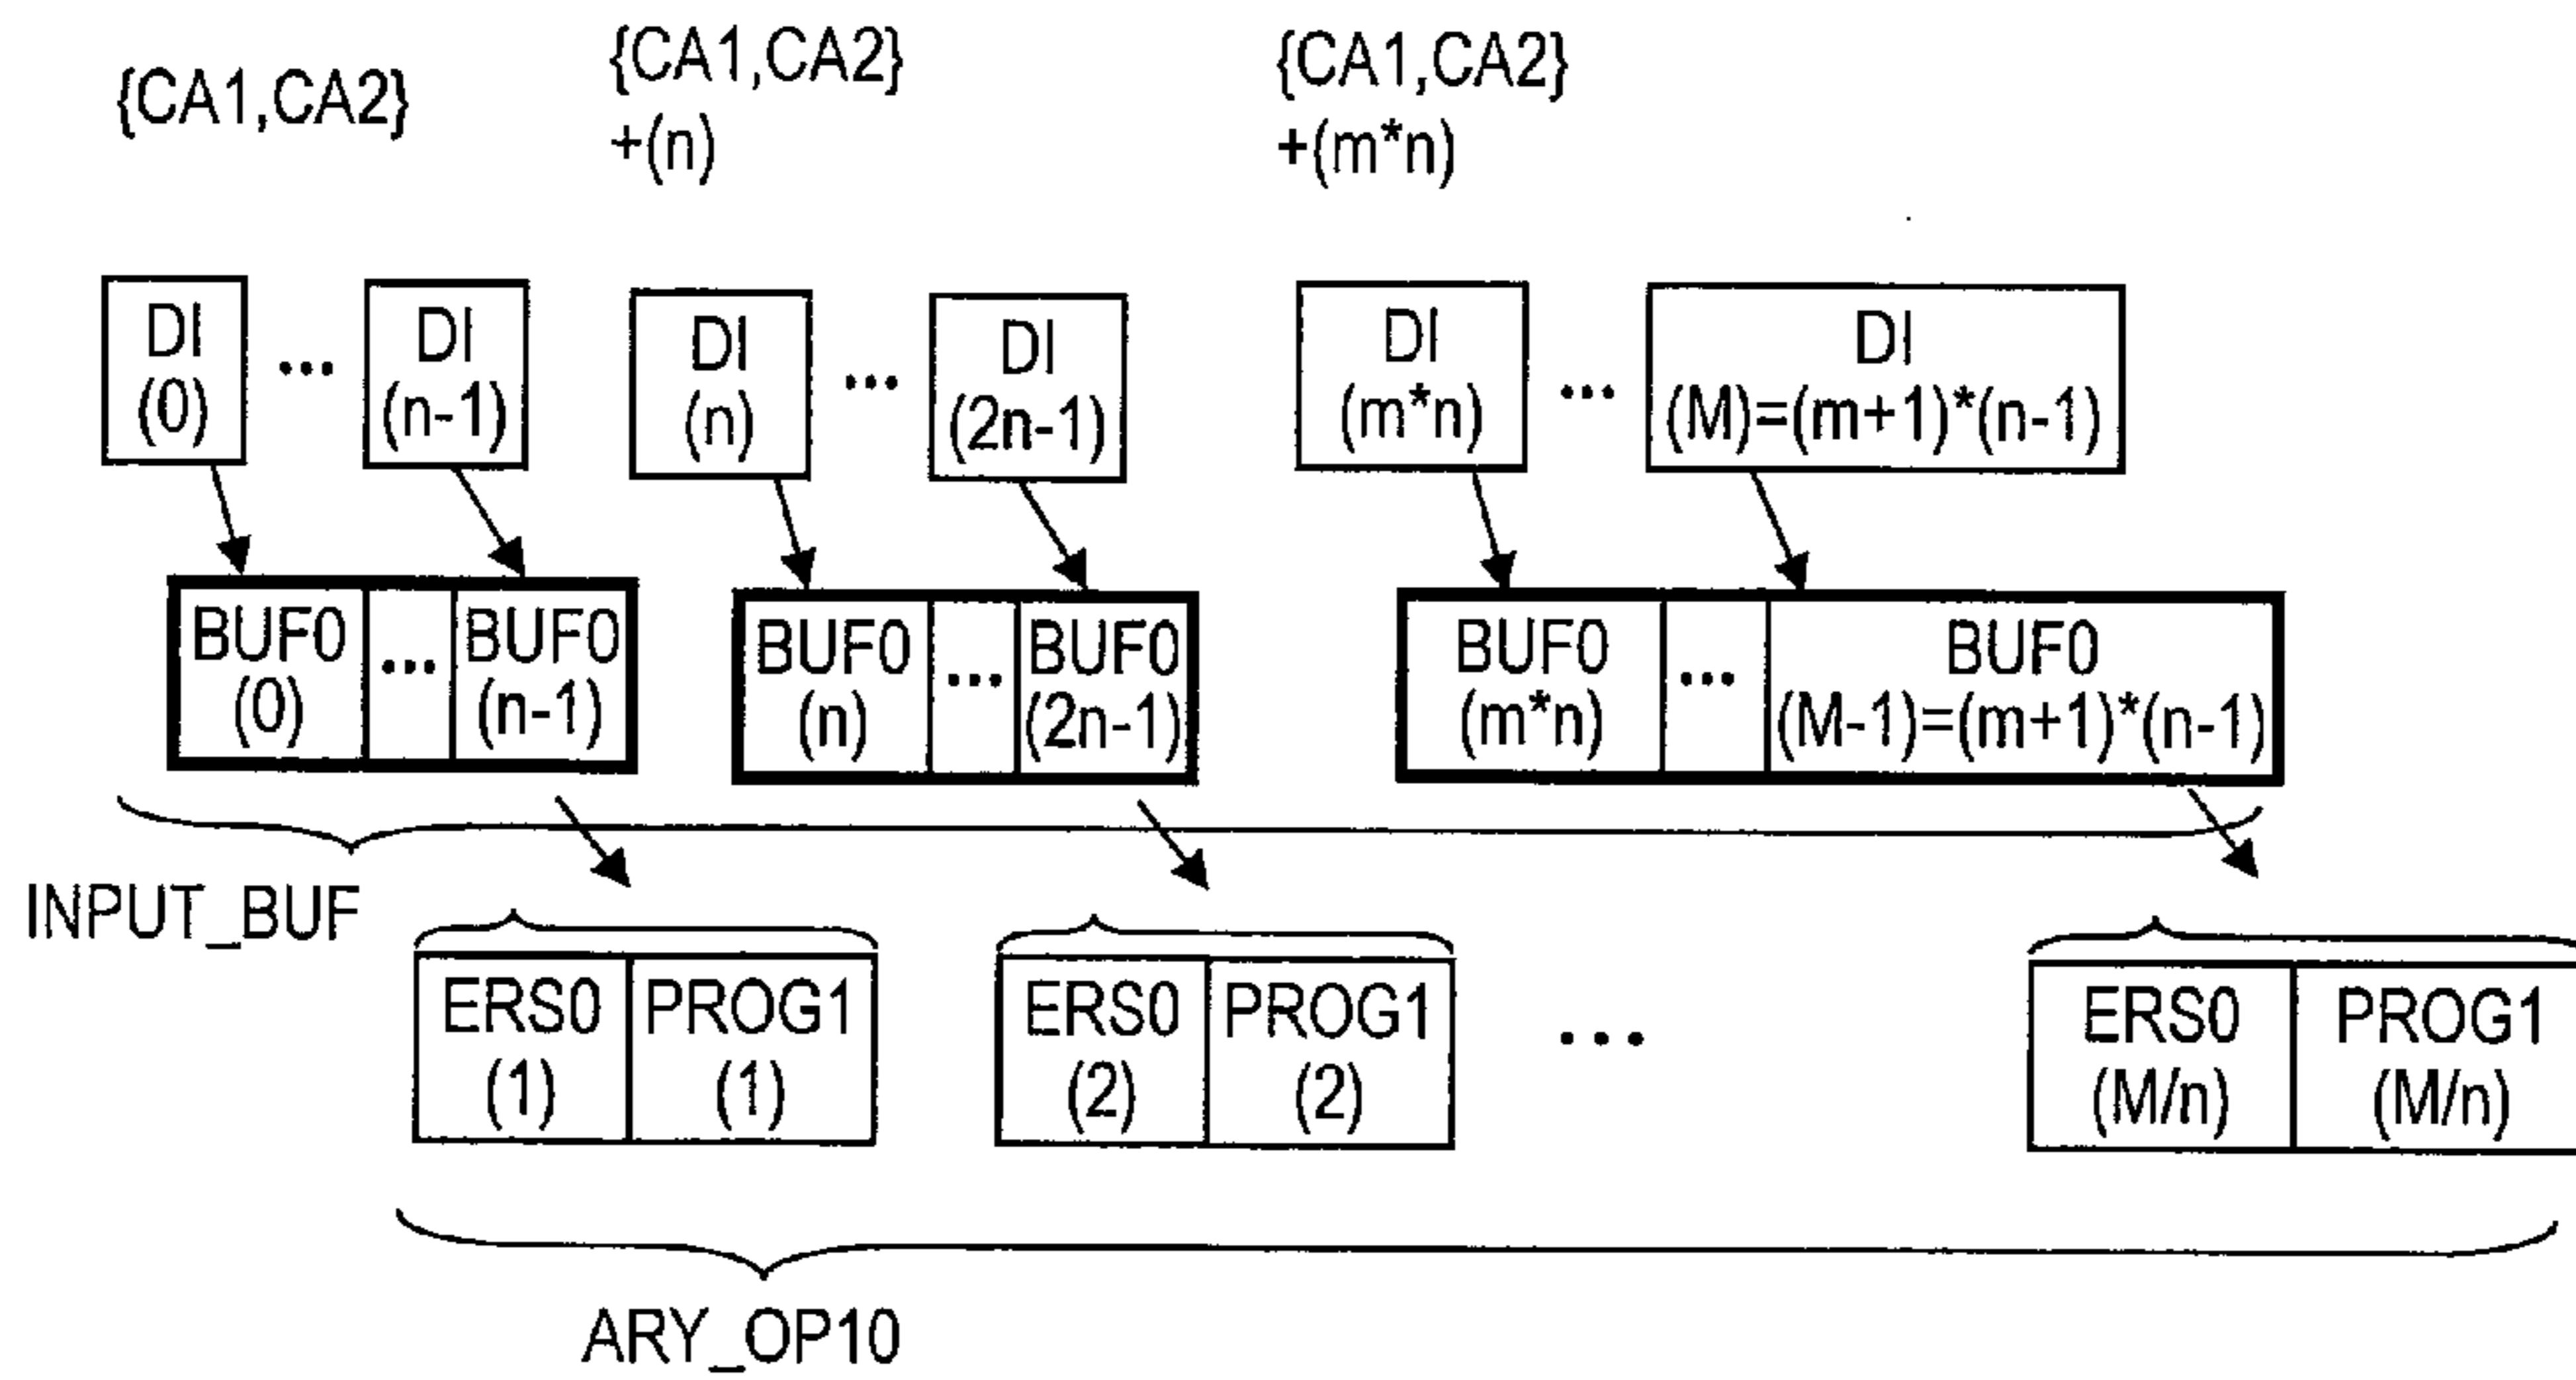 {CA1,CA2}
{CA1,CA2}
+(n)
{CA1,CA2}
+(m*n)
DI
(0)
...
DI
(n-1)
DI
(n)
...
DI
(2n-1)
DI
(m*n)
...
DI
(M)=(m+1)*(n-1)
BUF0
(0)
...
BUF0
(n-1)
BUF0
(n)
...
BUF0
(2n-1)
BUF0
(m*n)
...
BUF0
(M-1)=(m+1)*(n-1)
INPUT_BUF
ERS0
(1)
PROG1
(1)
ERS0
(2)
PROG1
(2)
...
ERS0
(M/n)
PROG1
(M/n)
ARY_OP10